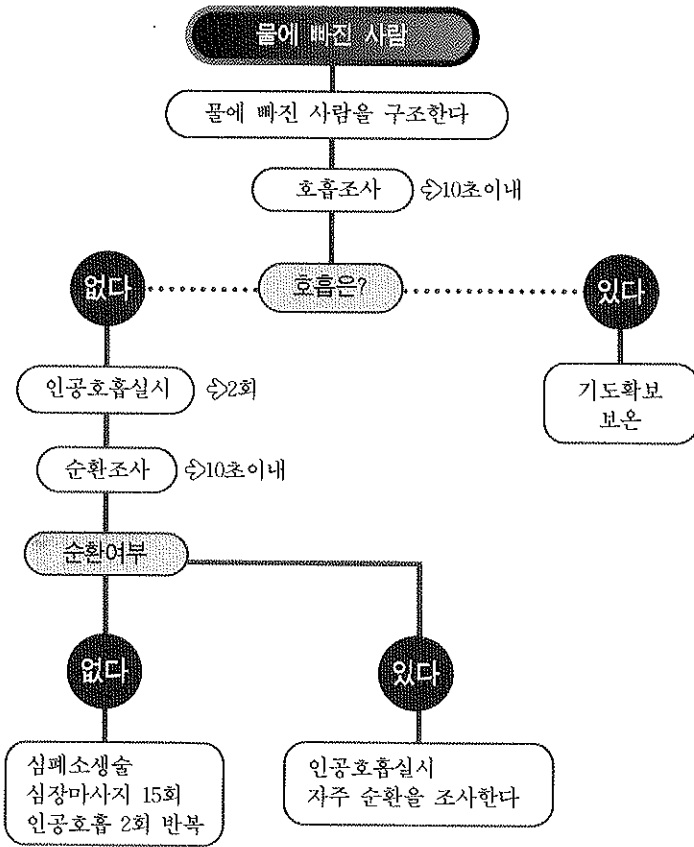 물에 빠진 사람
물에 빠진 사람을 구조한다
호흡조사 ⇨10초이내
호흡은?
없다
있다
인공호흡실시 ⇨2회
기도확보
보온
순환조사 ⇨10초이내
순환여부
없다
있다
심폐소생술
심장마사지 15회
인공호흡 2회 반복
인공호흡실시
자주 순환을 조사한다